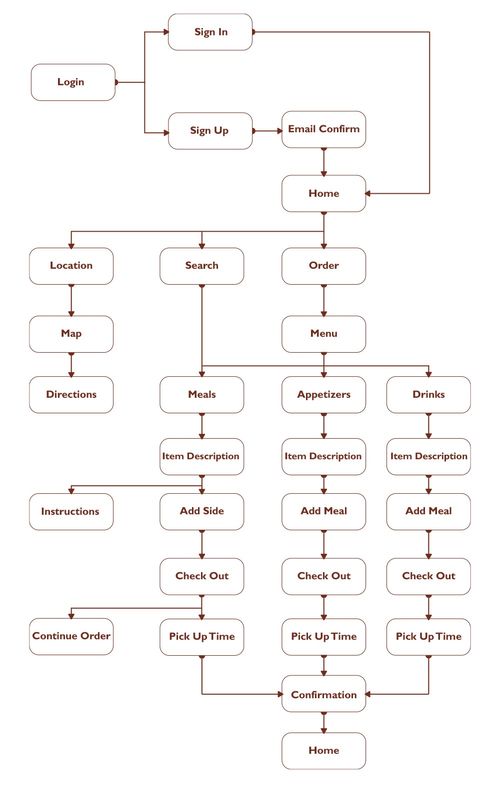 Sign In
Login
Sign Up
Email Confirm
Home
Location
Search
Order
Map
Menu
Directions
Meals
Appetizers
Drinks
Item Description
Item Description
Item Description
Instructions
Add Side
Add Meal
Add Meal
Check Out
Check Out
Check Out
Continue Order
Pick Up Time
Pick Up Time
Pick Up Time
Confirmation
Home